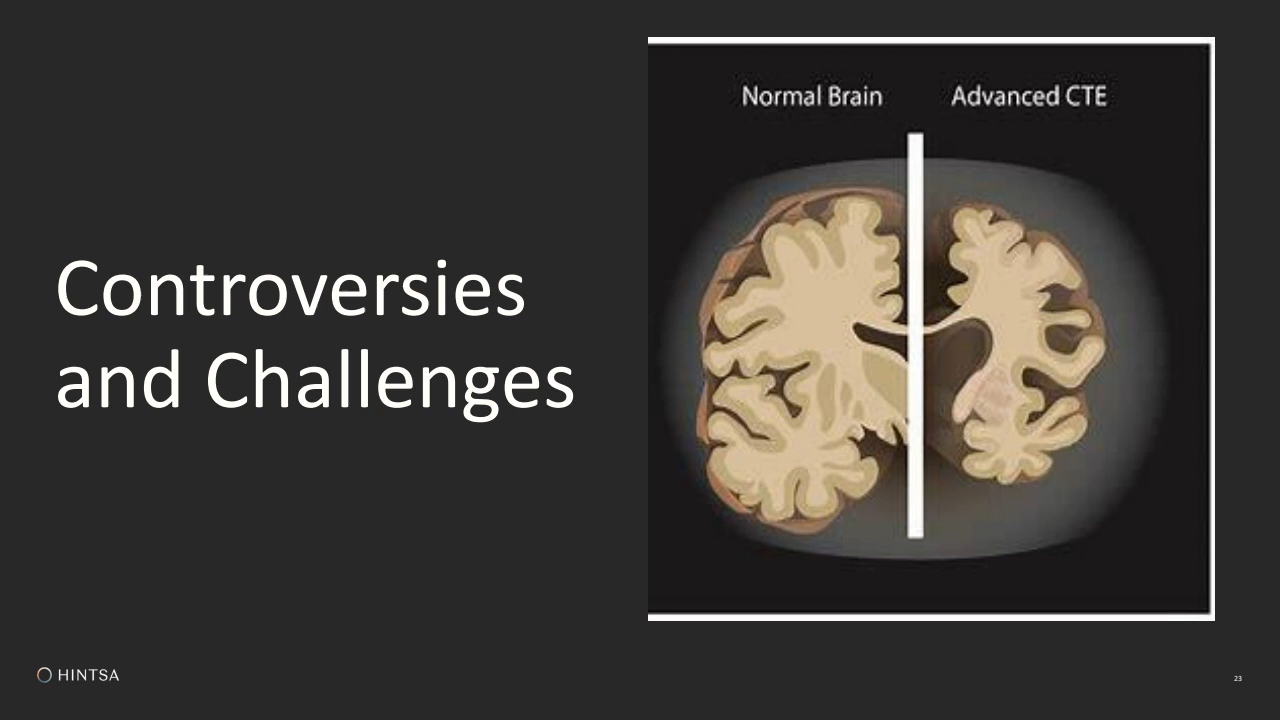 Controversies
and Challenges
Normal Brain
Advanced CTE
HINTSA
23